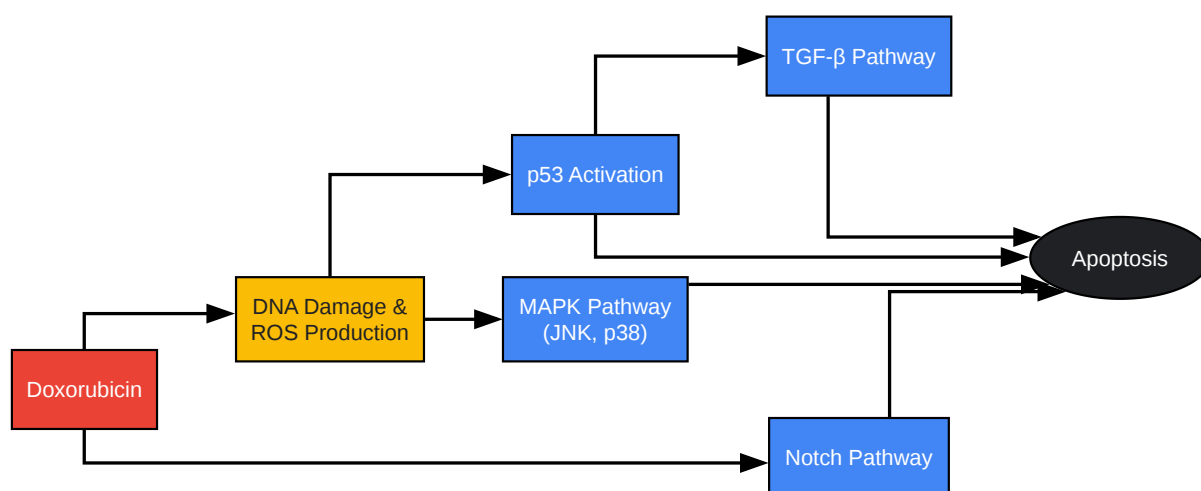 TGF-β Pathway
p53 Activation
Apoptosis
DNA Damage &
ROS Production
MAPK Pathway
(JNK, p38)
Doxorubicin
Notch Pathway